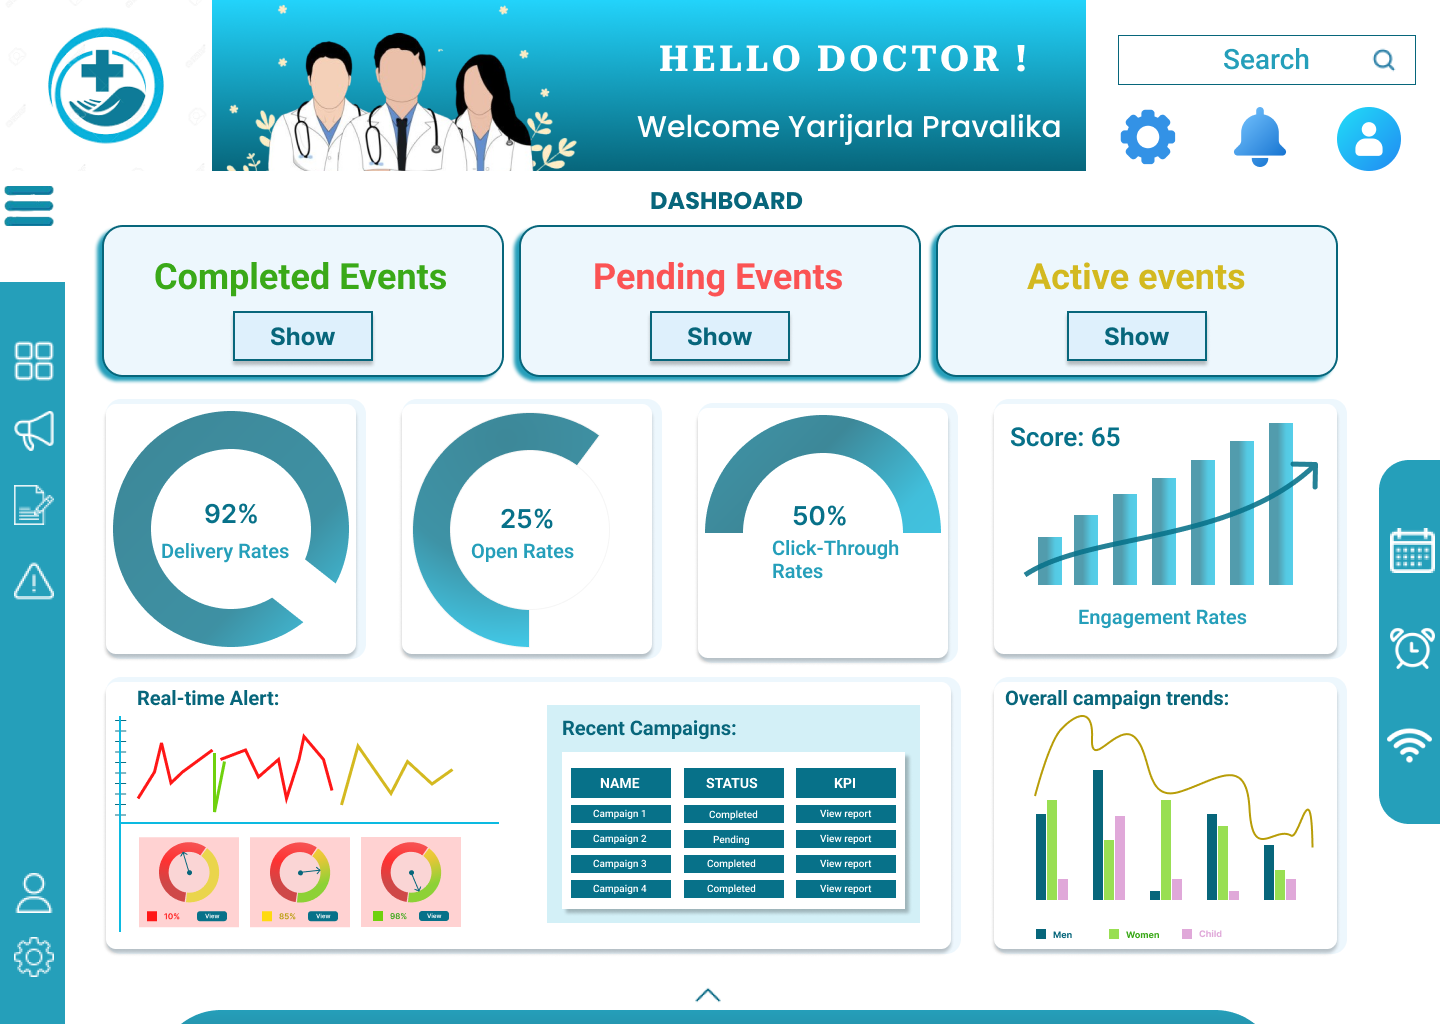 HELLO DOCTOR !
Welcome Yarijarla Pravalika
Search
DASHBOARD
Completed Events
Show
Pending Events
Show
Active events
Show
92%
Delivery Rates
25%
Open Rates
50%
Click-Through
Rates
Score: 65
Engagement Rates
Real-time Alert:
10%
View
85%
View
98%
View
Recent Campaigns:
NAME STATUS KPI
Campaign 1 Completed View report
Campaign 2 Pending View report
Campaign 3 Completed View report
Campaign 4 Completed View report
Overall campaign trends:
Men Women Child